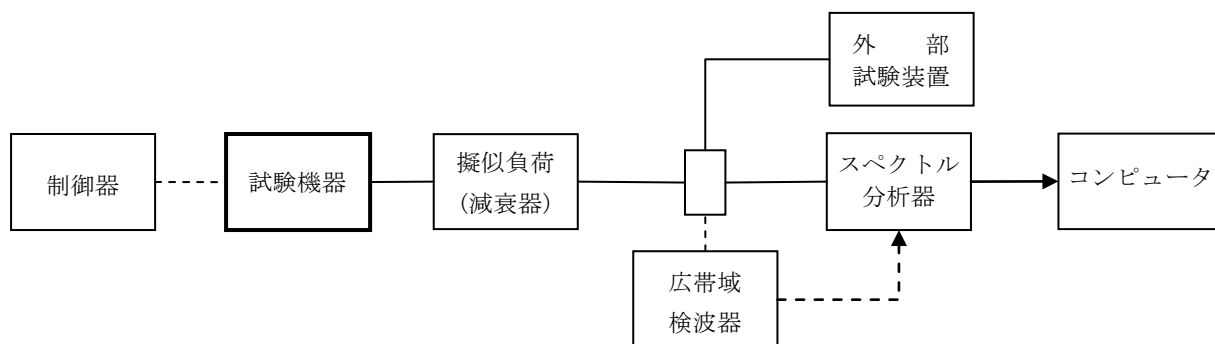 外　　部
試験装置
制御器
試験機器
擬似負荷
(減衰器)
スペクトル
分析器
コンピュータ
広帯域
検波器